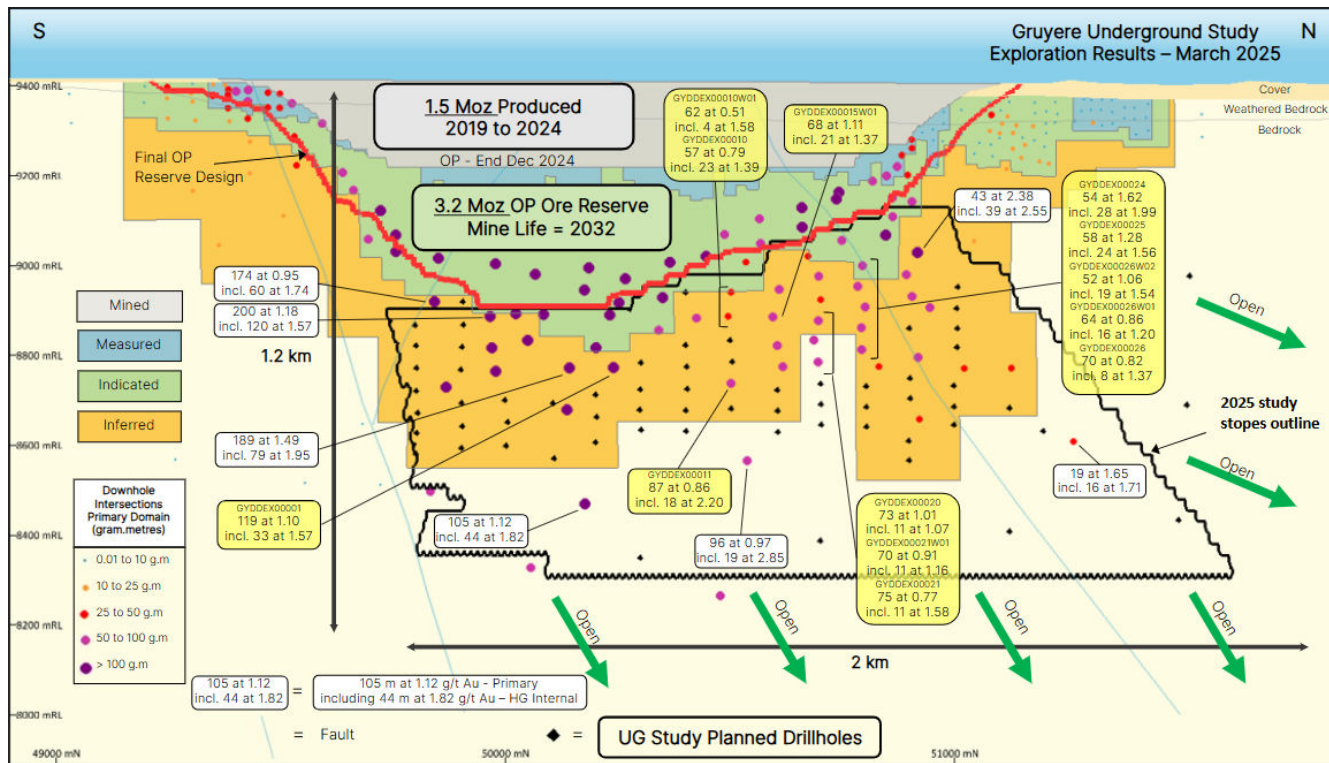 S
Gruyere Underground Study
Exploration Results – March 2025
N
9400 mRL
9200 mRL
9000 mRL
8800 mRL
8600 mRL
8400 mRL
8200 mRL
8000 mRL
Cover
Weathered Bedrock
Bedrock
1.5 Moz Produced
2019 to 2024
OP - End Dec 2024
Final OP
Reserve Design
3.2 Moz OP Ore Reserve
Mine Life = 2032
GYDDEX00010W01
62 at 0.51
incl. 4 at 1.58
GYDDEX00010
57 at 0.79
incl. 23 at 1.39
GYDDEX00015W01
68 at 1.11
incl. 21 at 1.37
43 at 2.38
incl. 39 at 2.55
GYDDEX00024
54 at 1.62
incl. 28 at 1.99
GYDDEX00025
58 at 1.28
incl. 24 at 1.56
GYDDEX00026W02
52 at 1.06
incl. 19 at 1.54
GYDDEX00026W01
64 at 0.86
incl. 16 at 1.20
GYDDEX00026
70 at 0.82
incl. 8 at 1.37
174 at 0.95
incl. 60 at 1.74
200 at 1.18
incl. 120 at 1.57
1.2 km
Mined
Measured
Indicated
Inferred
189 at 1.49
incl. 79 at 1.95
GYDDEX00001
119 at 1.10
incl. 33 at 1.57
105 at 1.12
incl. 44 at 1.82
GYDDEX00011
87 at 0.86
incl. 18 at 2.20
96 at 0.97
incl. 19 at 2.85
GYDDEX00020
73 at 1.01
incl. 11 at 1.07
GYDDEX00021W01
70 at 0.91
incl. 11 at 1.16
GYDDEX00021
75 at 0.77
incl. 11 at 1.58
19 at 1.65
incl. 16 at 1.71
2025 study
stopes outline
Open
Open
Open
Open
Open
Open
2 km
Downhole
Intersections
Primary Domain
(gram.metres)
0.01 to 10 g.m
10 to 25 g.m
25 to 50 g.m
50 to 100 g.m
> 100 g.m
105 at 1.12
incl. 44 at 1.82
=
105 m at 1.12 g/t Au - Primary
including 44 m at 1.82 g/t Au – HG Internal
= Fault
= UG Study Planned Drillholes
49000 mN
50000 mN
51000 mN